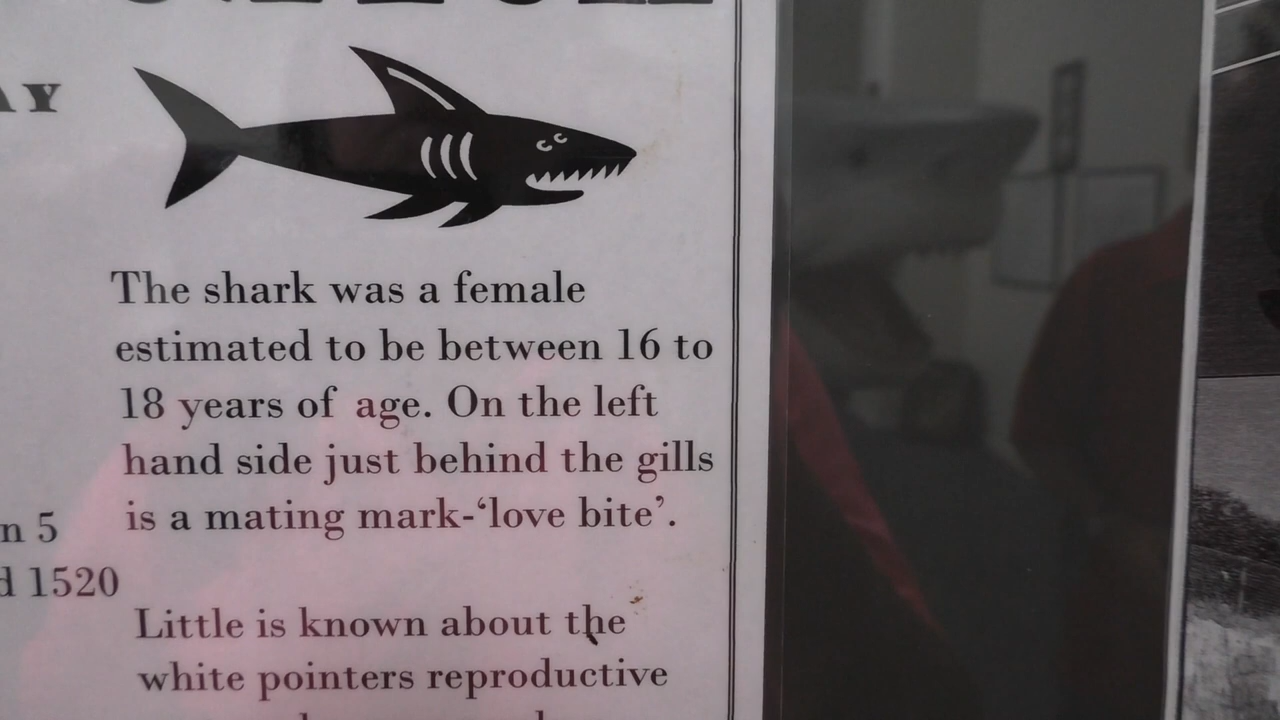 AY
The shark was a female
estimated to be between 16 to
18 years of age. On the left
hand side just behind the gills
is a mating mark-‘love bite’.
n 5
d 1520
Little is known about the
white pointers reproductive